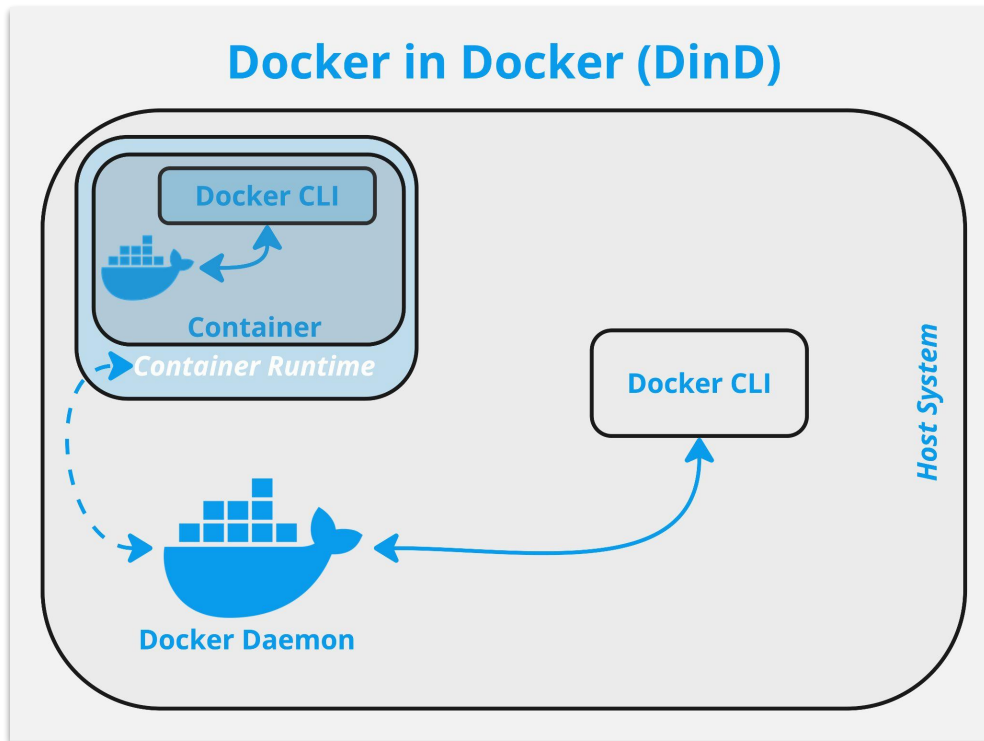 Docker in Docker (DinD)
Docker CLI
Container
Container Runtime
Docker CLI
Host System
Docker Daemon